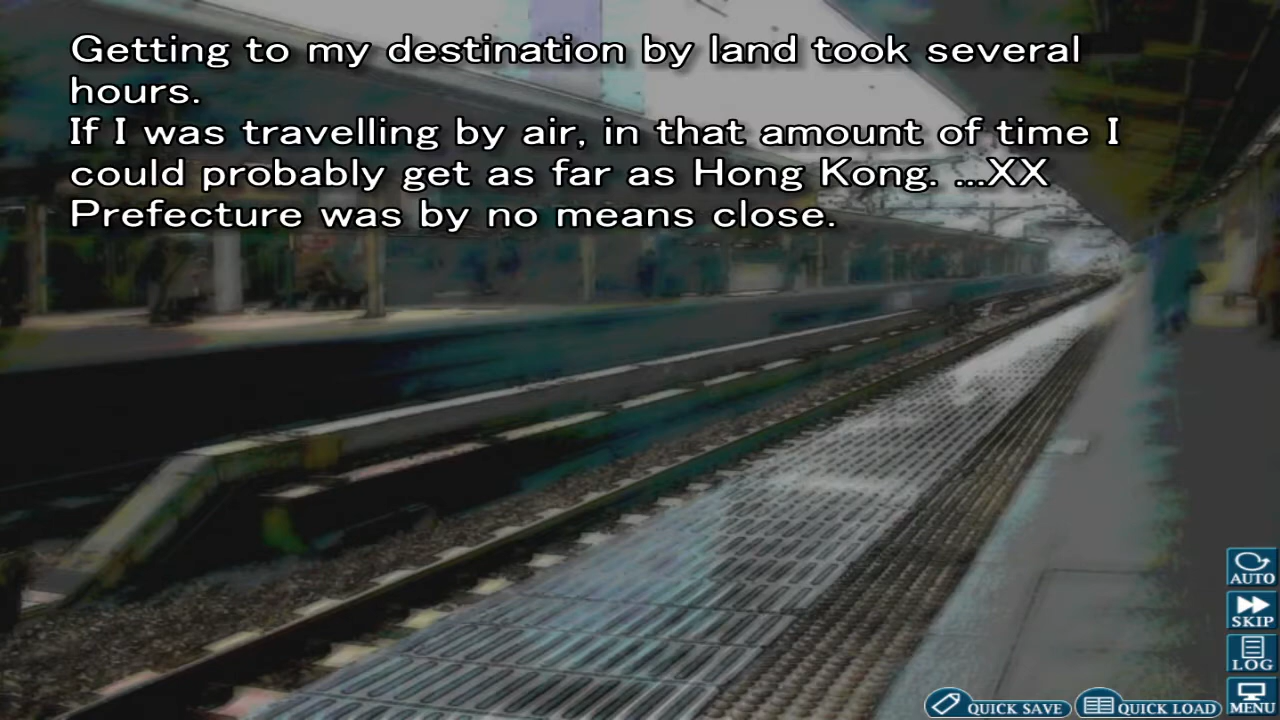 Getting to my destination by land took several
hours.
If I was travelling by air, in that amount of time I
could probably get as far as Hong Kong. ...XX
Prefecture was by no means close.
AUTO
SKIP
LOG
MENU
QUICK SAVE
QUICK LOAD